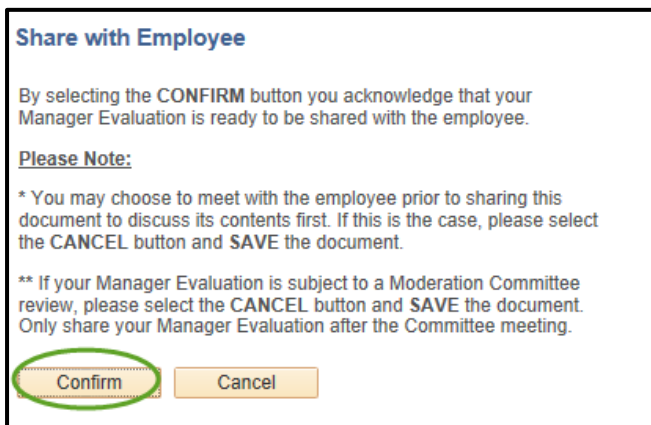 Share with Employee
By selecting the CONFIRM button you acknowledge that your
Manager Evaluation is ready to be shared with the employee.
Please Note:
* You may choose to meet with the employee prior to sharing this
document to discuss its contents first. If this is the case, please select
the CANCEL button and SAVE the document.
** If your Manager Evaluation is subject to a Moderation Committee
review, please select the CANCEL button and SAVE the document.
Only share your Manager Evaluation after the Committee meeting.
Confirm Cancel